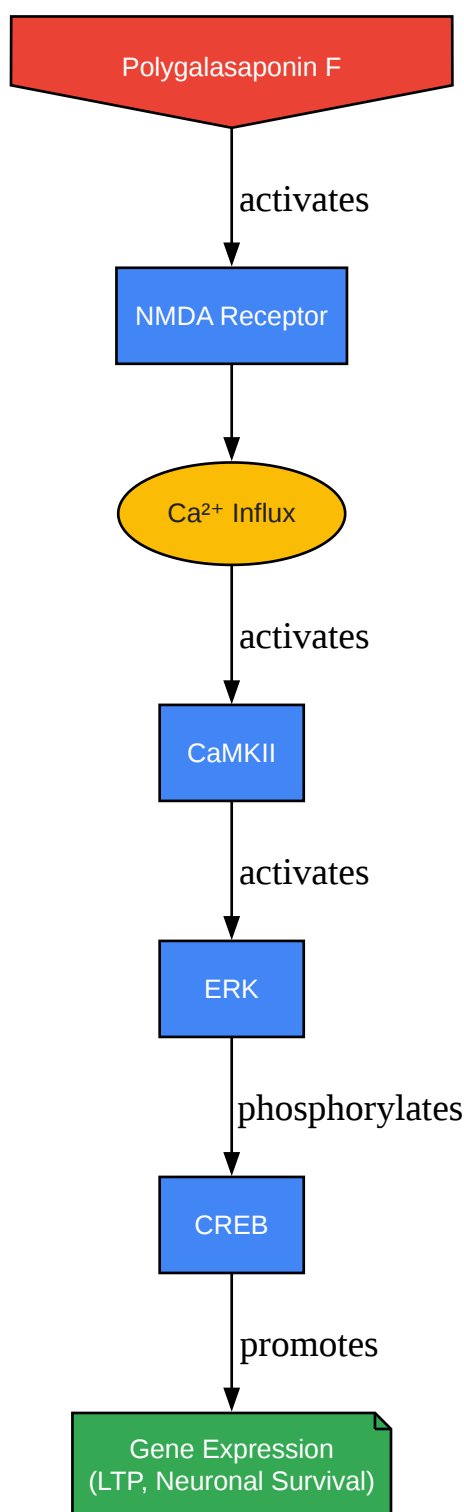 Polygalasaponin F
activates
NMDA Receptor
Ca²⁺ Influx
activates
CaMKII
activates
ERK
phosphorylates
CREB
promotes
Gene Expression
(LTP, Neuronal Survival)